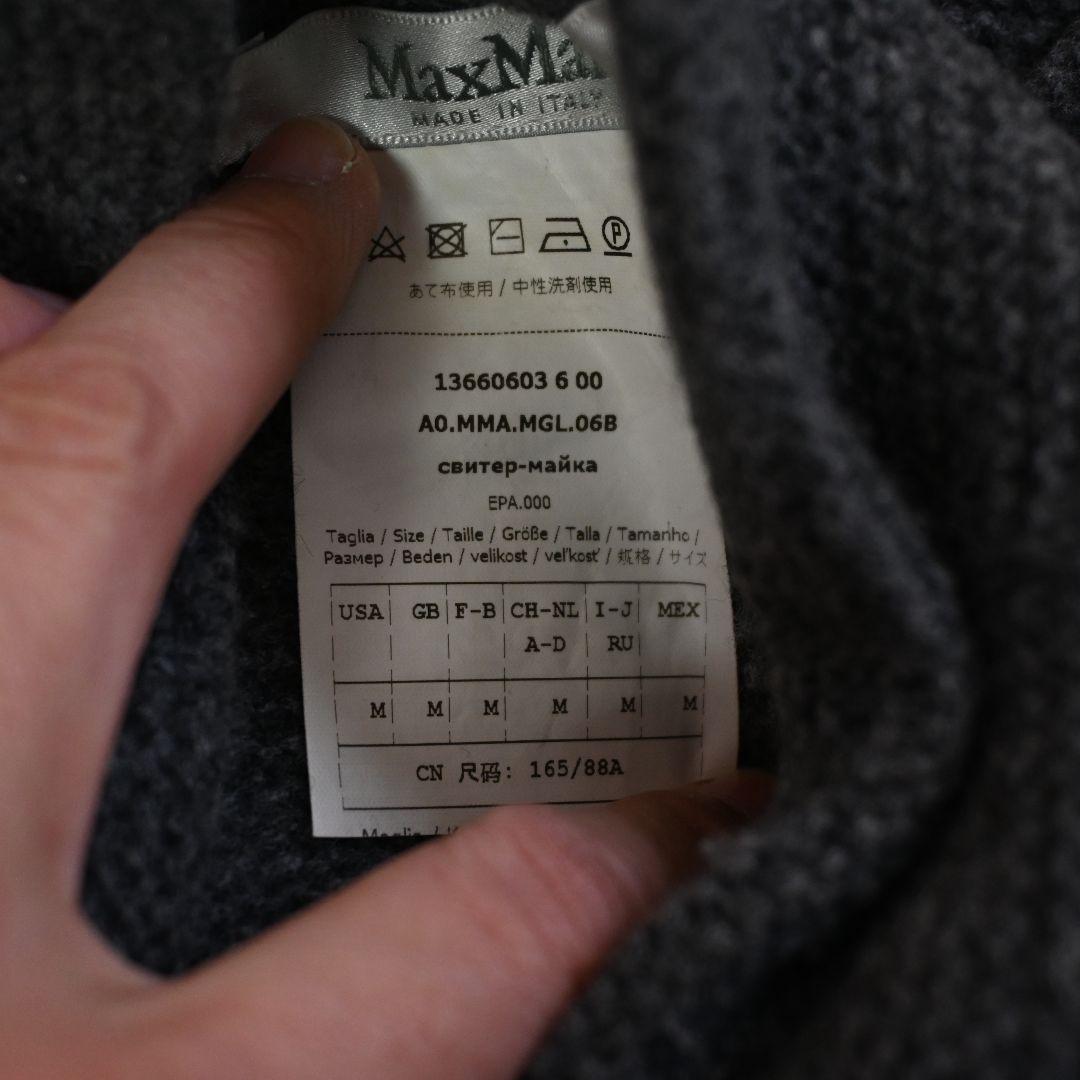 MaxMa
MADE IN ITALY
P
あて布使用 / 中性洗剤使用
13660603 6 00
A0.MMA.MGL.06B
свитер-майка
EPA.000
Taglia / Size / Taille / Größe / Talla / Tamanho /
Размер / Beden / velikost / veľkosť / 规格 / サイズ
USA GB F-B CH-NL I-J MEX
A-D RU
M M M M M M
CN 尺码: 165/88A